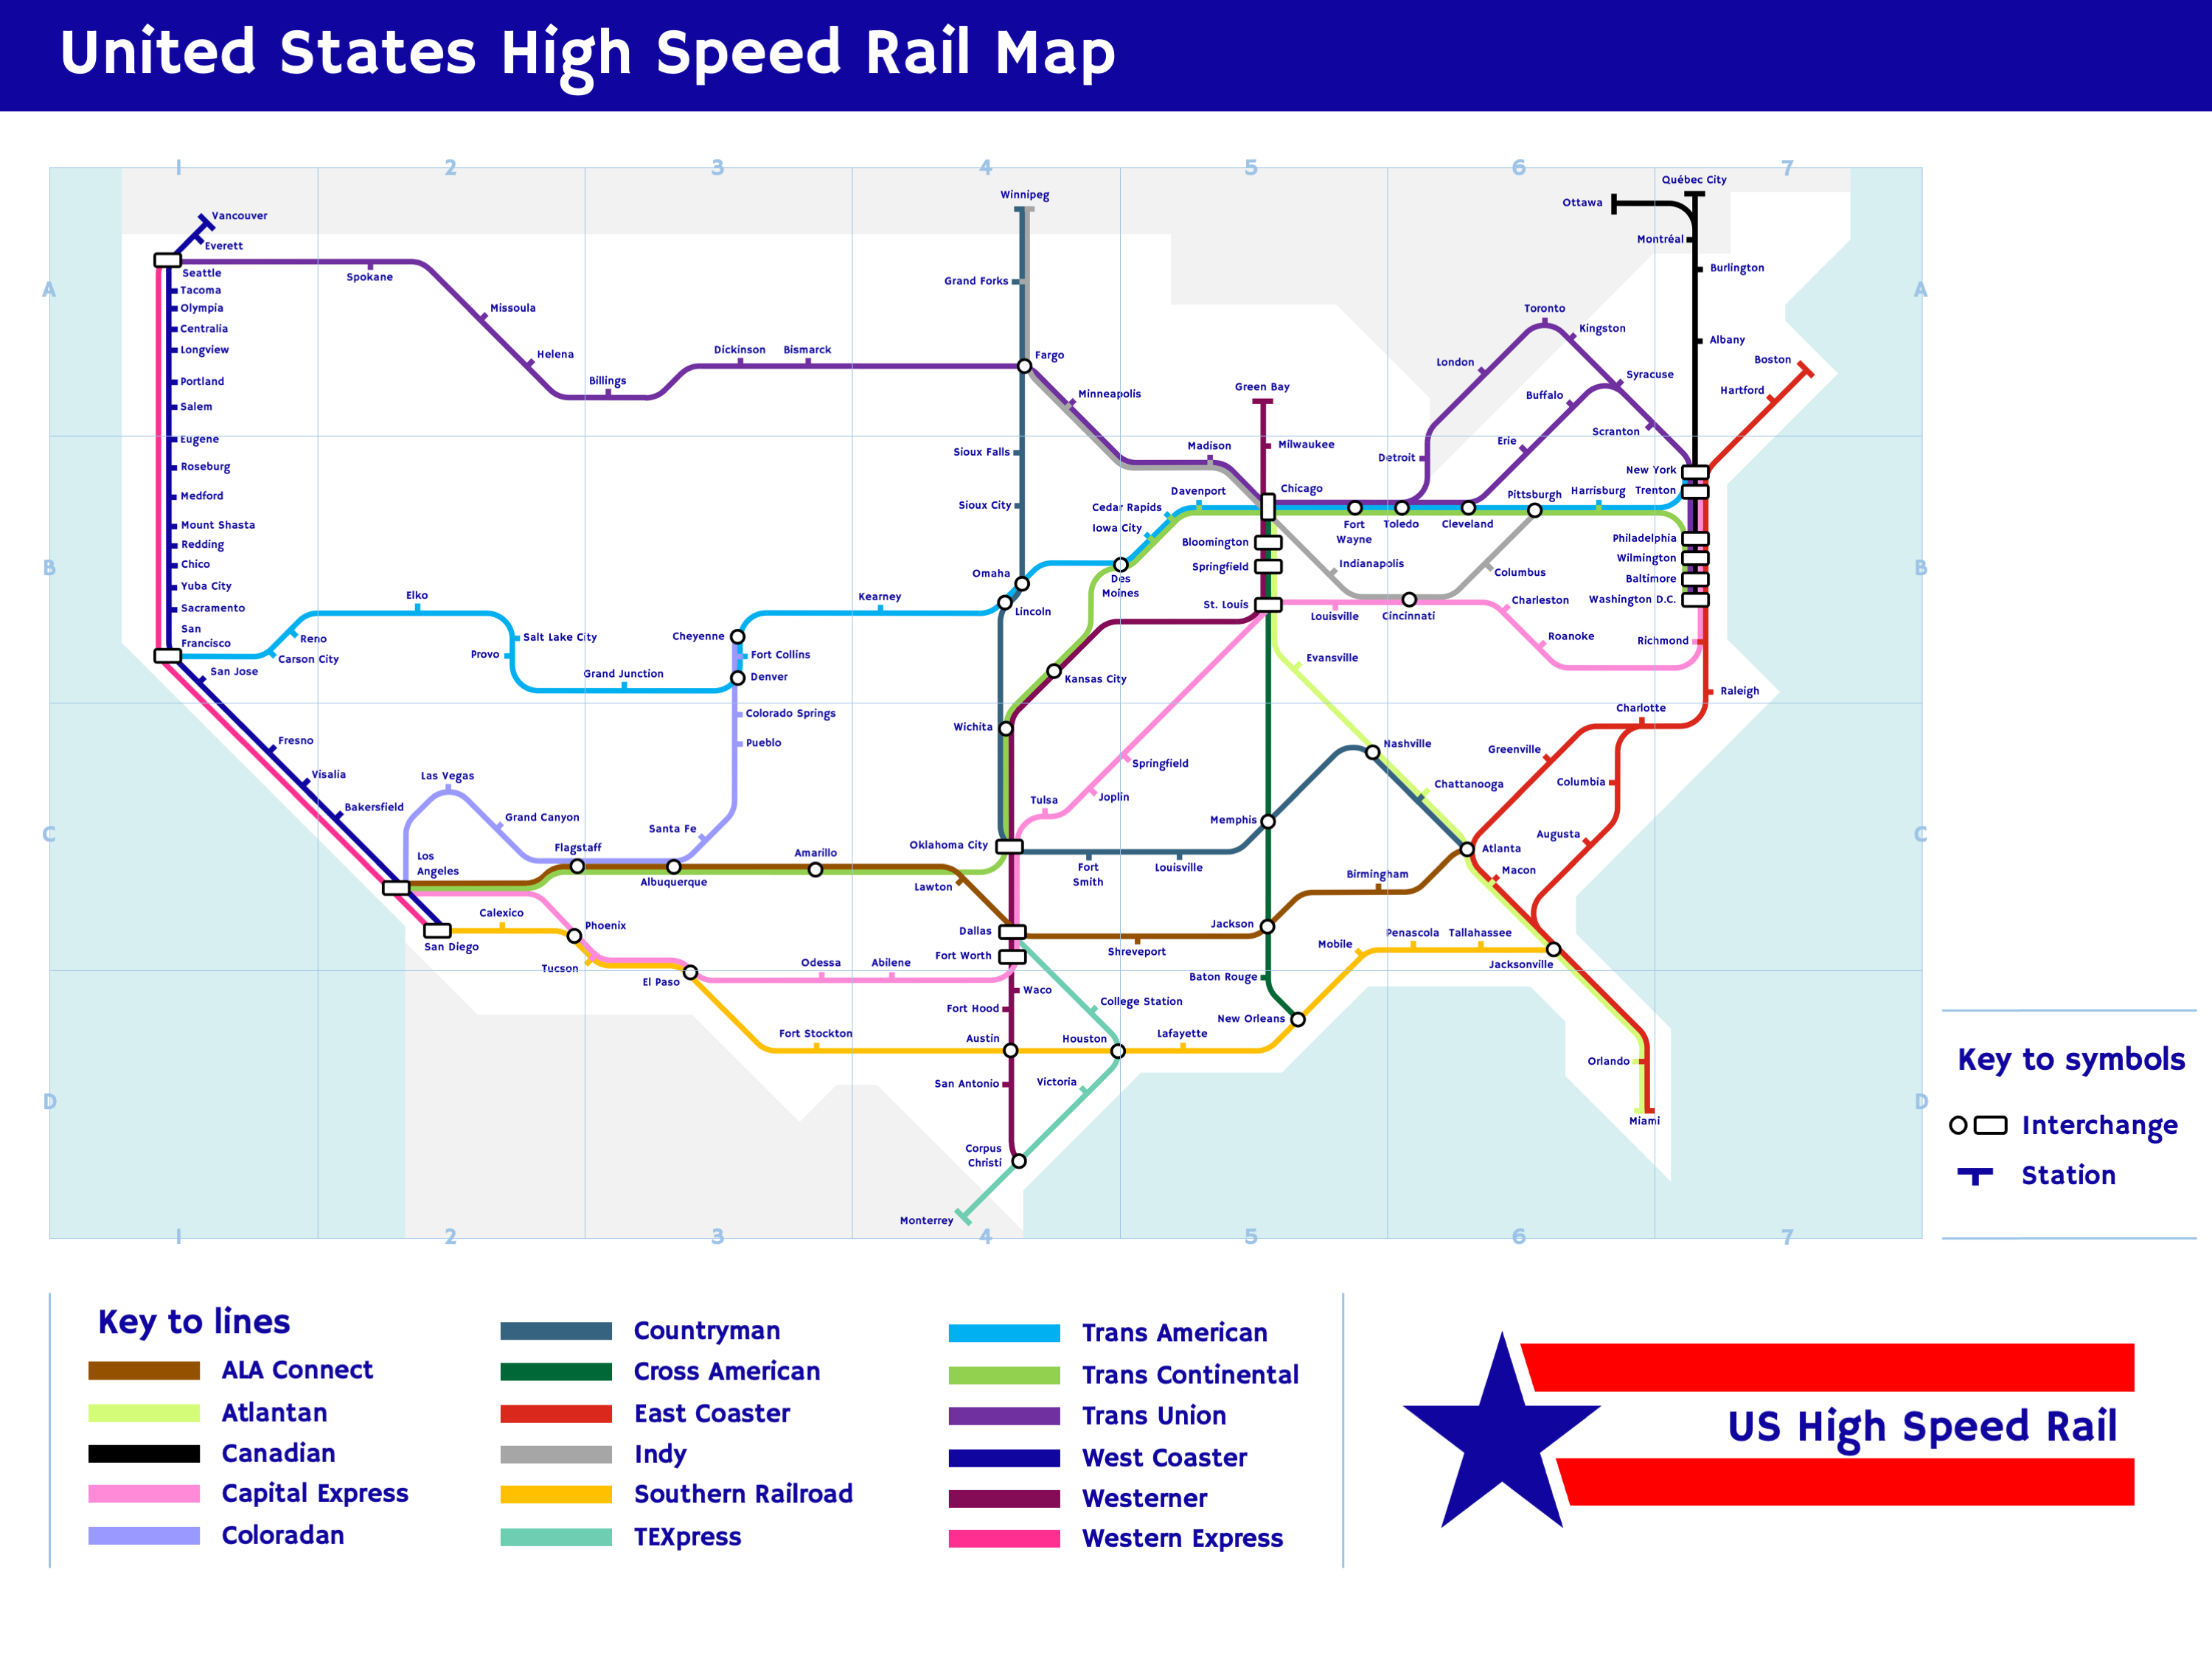 United States High Speed Rail Map
1 2 3 4 5 6 7
Québec City
Ottawa
Winnipeg
Vancouver
Montréal
Everett
Burlington
Seattle
Spokane
Grand Forks
A
A
Tacoma
Olympia
Missoula
Toronto
Centralia
Kingston
Albany
Longview
Dickinson
Bismarck
Helena
Fargo
London
Boston
Portland
Billings
Syracuse
Green Bay
Minneapolis
Buffalo
Hartford
Salem
Scranton
Eugene
Madison
Milwaukee
Erie
Sioux Falls
Detroit
Roseburg
New York
Davenport
Chicago
Pittsburgh
Harrisburg
Trenton
Medford
Sioux City
Cedar Rapids
Mount Shasta
Iowa City
Fort
Wayne
Toledo
Cleveland
Redding
Bloomington
Philadelphia
Chico
Indianapolis
Wilmington
B
B
Omaha
Springfield
Columbus
Des
Moines
Baltimore
Yuba City
Elko
Kearney
St. Louis
Charleston
Washington D.C.
Sacramento
Lincoln
Louisville
Cincinnati
San
Francisco
Reno
Salt Lake City
Cheyenne
Roanoke
Richmond
Carson City
Provo
Fort Collins
Evansville
San Jose
Grand Junction
Denver
Kansas City
Raleigh
Colorado Springs
Charlotte
Wichita
Fresno
Pueblo
Nashville
Greenville
Visalia
Las Vegas
Springfield
Chattanooga
Columbia
Bakersfield
Grand Canyon
Tulsa
Joplin
Santa Fe
Memphis
Augusta
C
C
Flagstaff
Amarillo
Oklahoma City
Atlanta
Los
Angeles
Albuquerque
Lawton
Fort
Smith
Louisville
Birmingham
Macon
Calexico
Phoenix
Dallas
Jackson
Penascola
Tallahassee
San Diego
Shreveport
Mobile
Tucson
Fort Worth
Jacksonville
El Paso
Odessa
Abilene
Baton Rouge
Waco
Fort Hood
College Station
New Orleans
Fort Stockton
Austin
Houston
Lafayette
Orlando
San Antonio
Victoria
D
D
Miami
Corpus
Christi
Monterrey
1 2 3 4 5 6 7
Key to symbols
Interchange
Station
Key to lines
ALA Connect
Atlantan
Canadian
Capital Express
Coloradan
Countryman
Cross American
East Coaster
Indy
Southern Railroad
TEXpress
Trans American
Trans Continental
Trans Union
West Coaster
Westerner
Western Express
US High Speed Rail